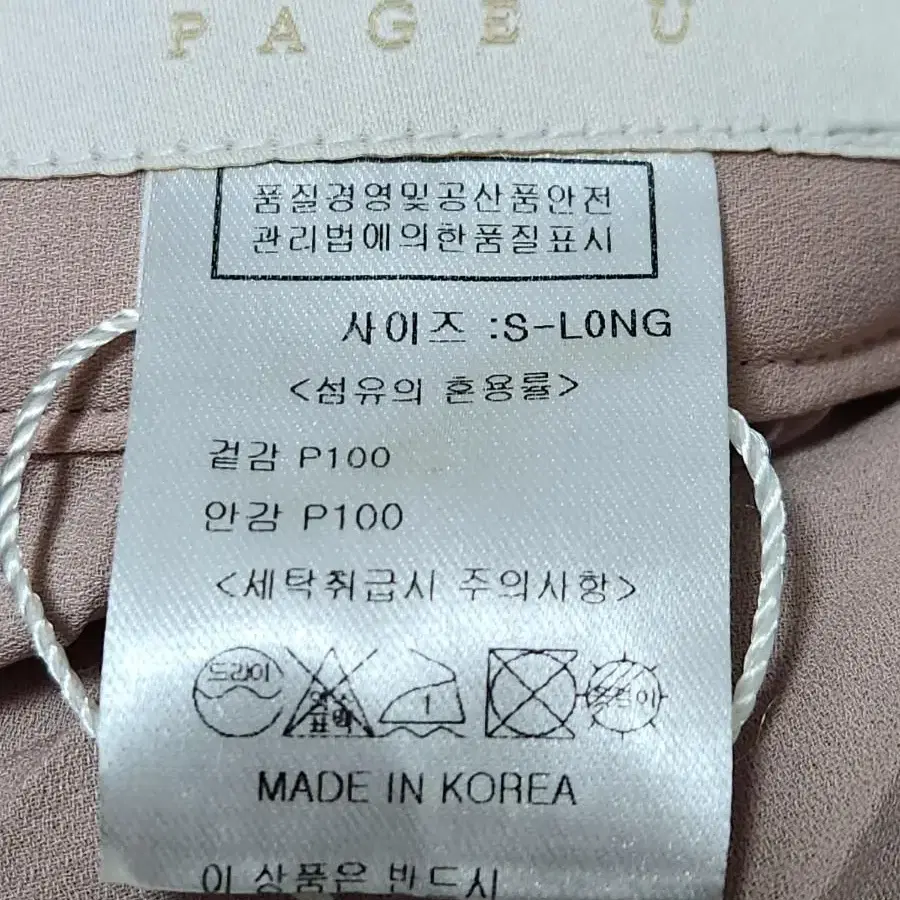 PAGE U
품질경영및공산품안전
관리법에의한품질표시
사이즈 :S-LONG
<섬유의 혼용률>
겉감 P100
안감 P100
<세탁취급시 주의사항>
드라이 1 옷걸이
MADE IN KOREA
이 상품은 반드시